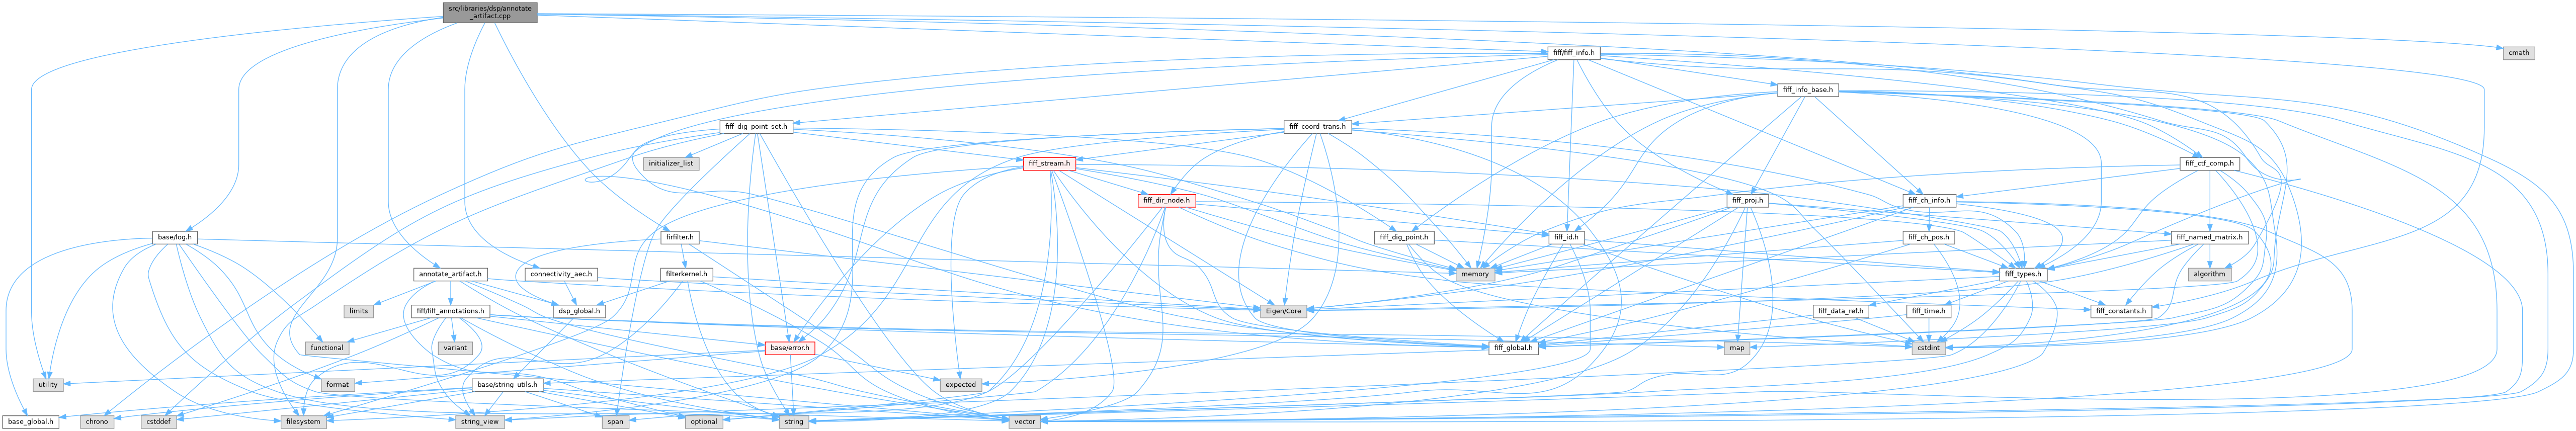 src/libraries/dsp/annotate
_artifact.cpp
fiff/fiff_info.h
cmath
fiff_info_base.h
fiff_dig_point_set.h
fiff_coord_trans.h
initializer_list
fiff_stream.h
fiff_ctf_comp.h
fiff_dir_node.h
fiff_proj.h
fiff_ch_info.h
base/log.h
firfilter.h
fiff_dig_point.h
fiff_id.h
fiff_ch_pos.h
fiff_named_matrix.h
annotate_artifact.h
connectivity_aec.h
filterkernel.h
memory
fiff_types.h
algorithm
limits
fiff/fiff_annotations.h
dsp_global.h
Eigen/Core
fiff_data_ref.h
fiff_time.h
fiff_constants.h
functional
variant
base/error.h
fiff_global.h
map
cstdint
utility
format
base/string_utils.h
expected
base_global.h
chrono
cstddef
filesystem
string_view
span
optional
string
vector